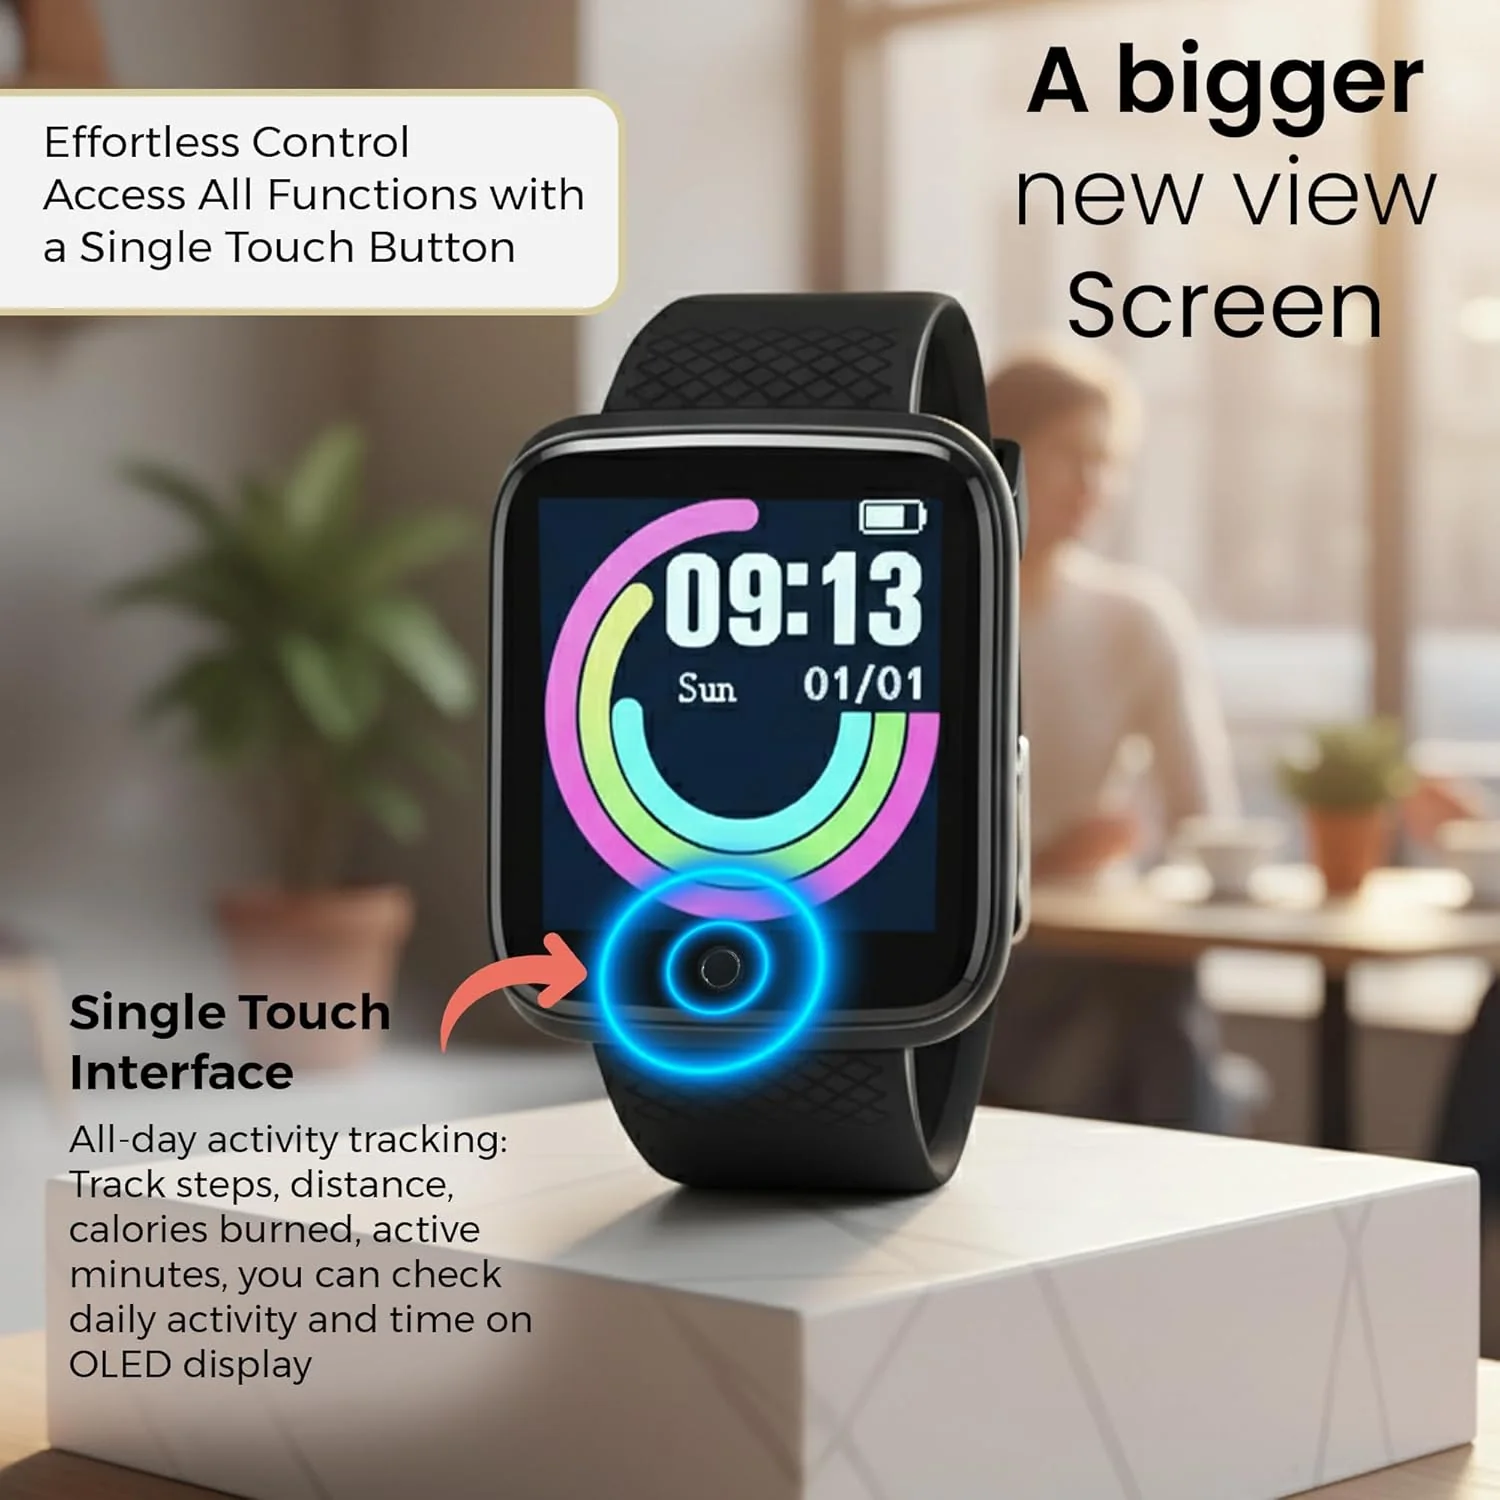 Effortless Control
Access All Functions with
a Single Touch Button
A bigger
new view
Screen
09:13
Sun 01/01
Single Touch
Interface
All-day activity tracking:
Track steps, distance,
calories burned, active
minutes, you can check
daily activity and time on
OLED display